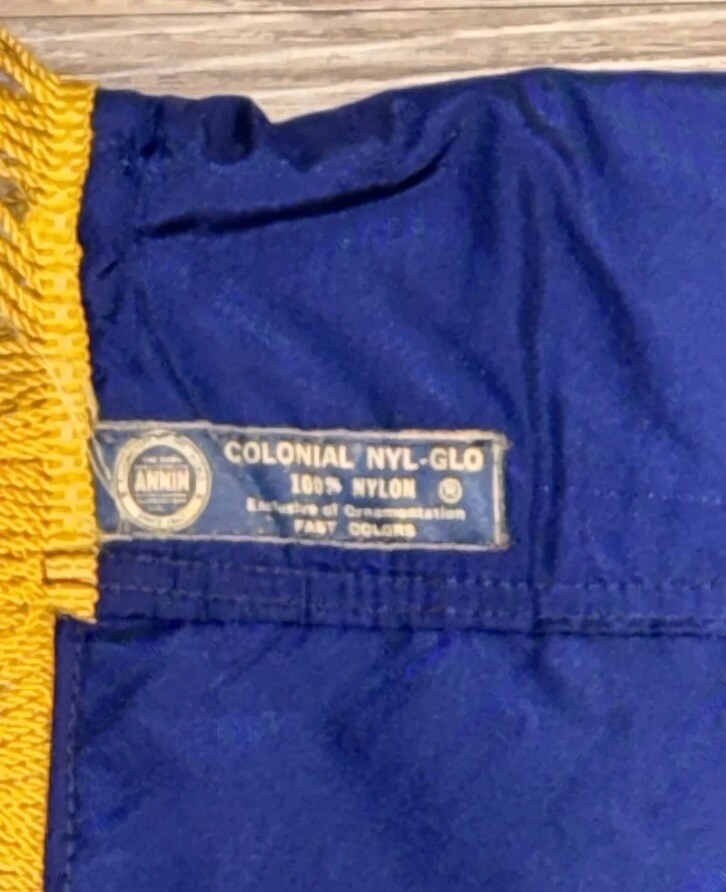 ANNIN
COLONIAL NYL-GLO
100% NYLON ®
Exclusive of Ornamentation
FAST COLORS